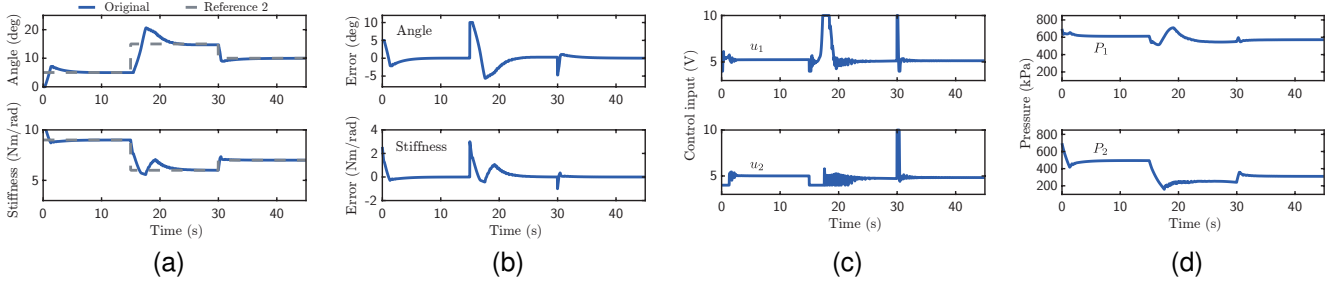 Original Reference 2
Angle (deg)
20
10
0
0 10 20 30 40
Stiffness (Nm/rad)
10
5
0 10 20 30 40
Time (s)
(a)
Error (deg)
10
5
0
-5
Angle
0 10 20 30 40
Error (Nm/rad)
4
2
0
-2
Stiffness
0 10 20 30 40
Time (s)
(b)
Control input (V)
10
5
u1
0 10 20 30 40
10
5
u2
0 10 20 30 40
Time (s)
(c)
Pressure (kPa)
800
600
400
200
P1
0 10 20 30 40
800
600
400
200
P2
0 10 20 30 40
Time (s)
(d)